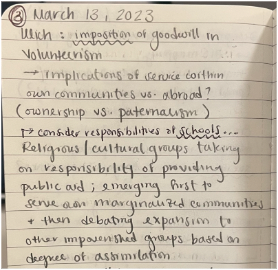 ③ March 13, 2023
Illich : imposition of goodwill in
volunteerism
→ implications of service within
own communities vs. abroad?
(ownership vs. paternalism)
↳ consider responsibilities of schools...
Religious / cultural groups taking
on responsibility of providing
public aid ; emerging first to
serve own marginalized communities
+ then debating expansion to
other impoverished groups based on
degree of assimilation